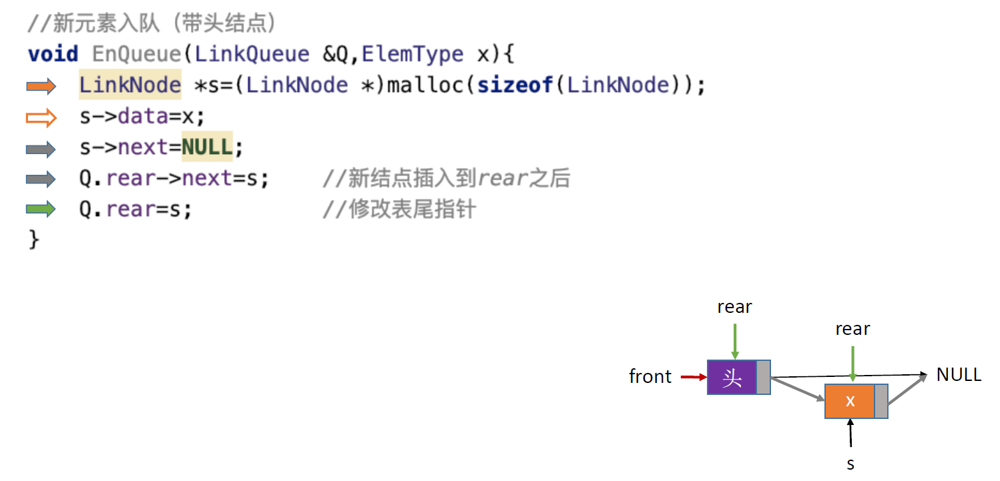 //新元素入队（带头结点）
void EnQueue(LinkQueue &Q,ElemType x){
LinkNode *s=(LinkNode *)malloc(sizeof(LinkNode));
s->data=x;
s->next=NULL;
Q.rear->next=s; //新结点插入到rear之后
Q.rear=s; //修改表尾指针
}
rear
rear
front
头
NULL
x
s